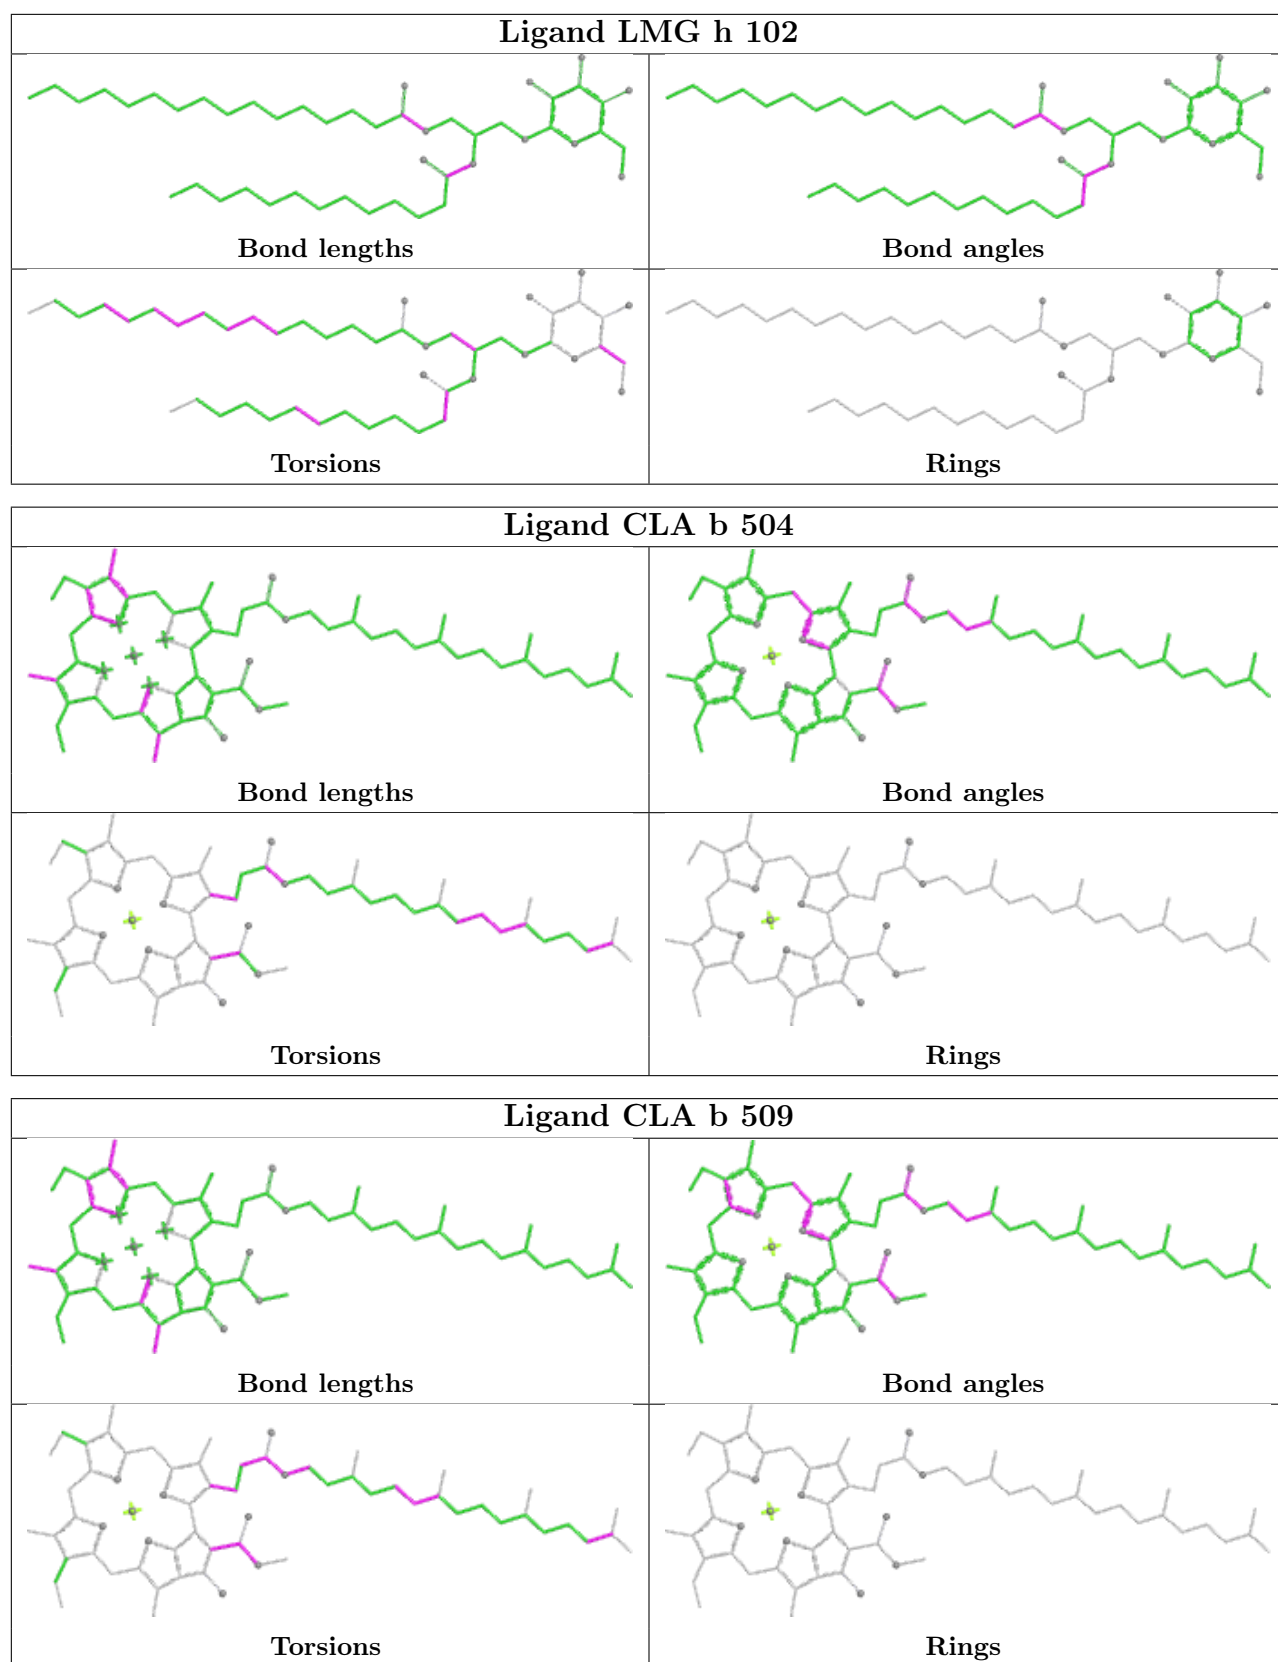 Ligand LMG h 102
Bond lengths
Bond angles
Torsions
Rings
Ligand CLA b 504
Bond lengths
Bond angles
Torsions
Rings
Ligand CLA b 509
Bond lengths
Bond angles
Torsions
Rings